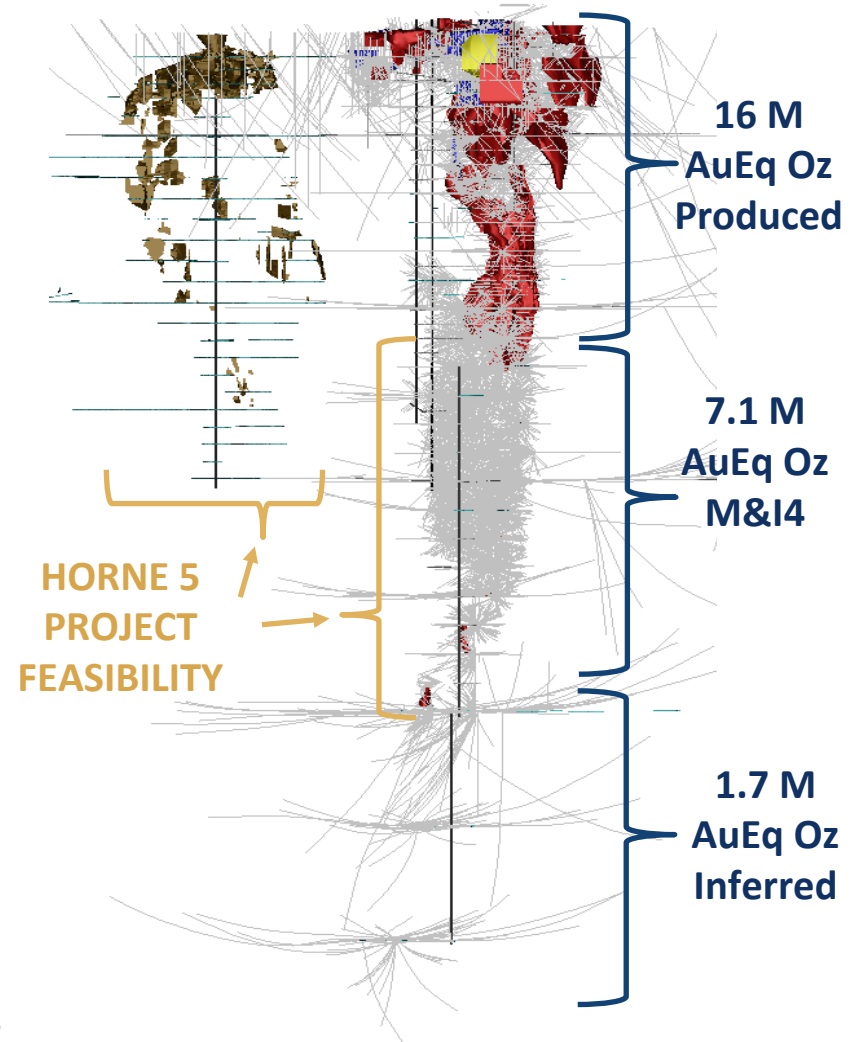 16 M
AuEq Oz
Produced
7.1 M
AuEq Oz
M&I4
HORNE 5
PROJECT
FEASIBILITY
1.7 M
AuEq Oz
Inferred